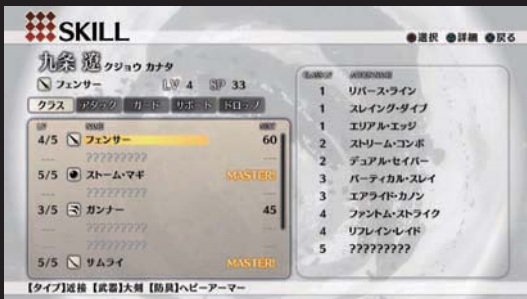 SKILL
選択 詳細 戻る
九条 遼 クジョウ カナタ
フェンサー LV 4 SP 33
クラス アタック ガード サポート ドロップ
LV NAME COST
4/5 フェンサー 60
---- ????????? ----
5/5 ストーム・マギ MASTER!
---- ????????? ----
3/5 ガンナー 45
---- ????????? ----
---- ????????? ----
5/5 サムライ MASTER!
CLASS LV ACTION NAME
1 リバース・ライン
1 スレイング・ダイブ
1 エリアル・エッジ
2 ストリーム・コンボ
2 デュアル・セイバー
3 バーティカル・スレイ
3 エアライド・カノン
4 ファントム・ストライク
4 リフレイン・レイド
5 ?????????
【タイプ】近接 【武器】大剣 【防具】ヘビーアーマー